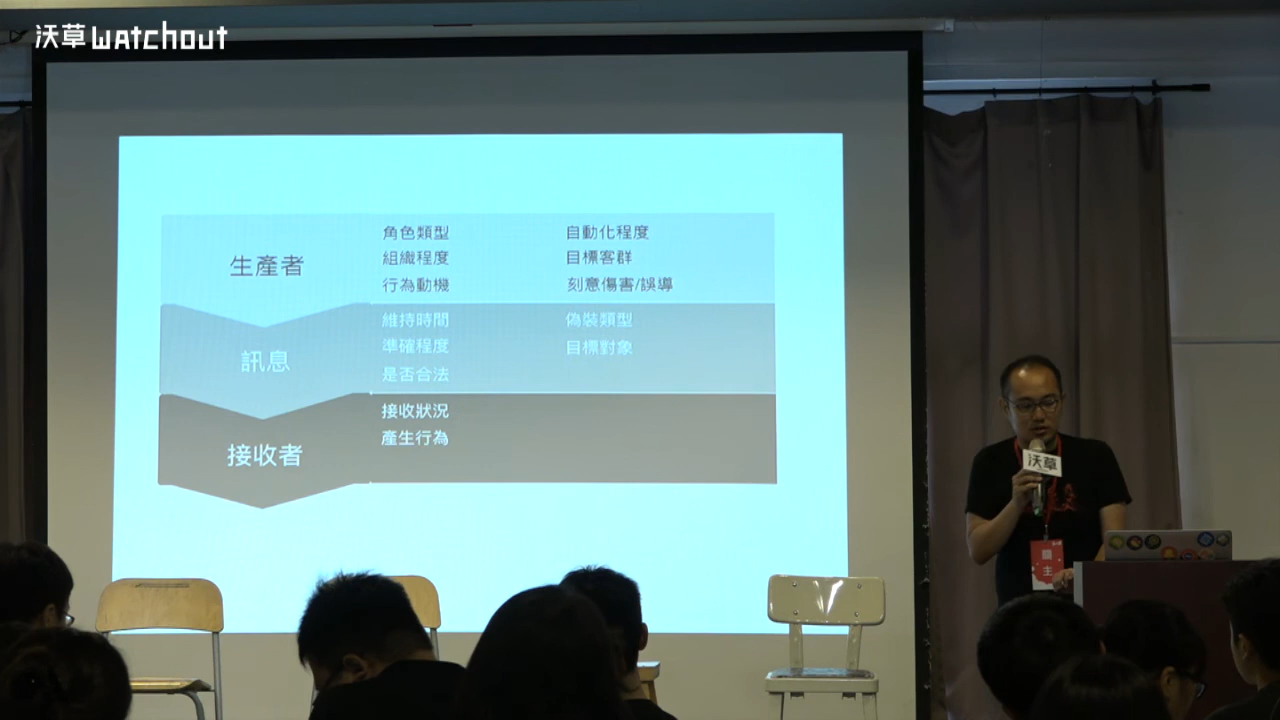 沃草 watchout
生產者
角色類型
組織程度
行為動機
自動化程度
目標客群
刻意傷害/誤導
訊息
維持時間
準確程度
是否合法
偽裝類型
目標對象
接收者
接收狀況
產生行為
沃草